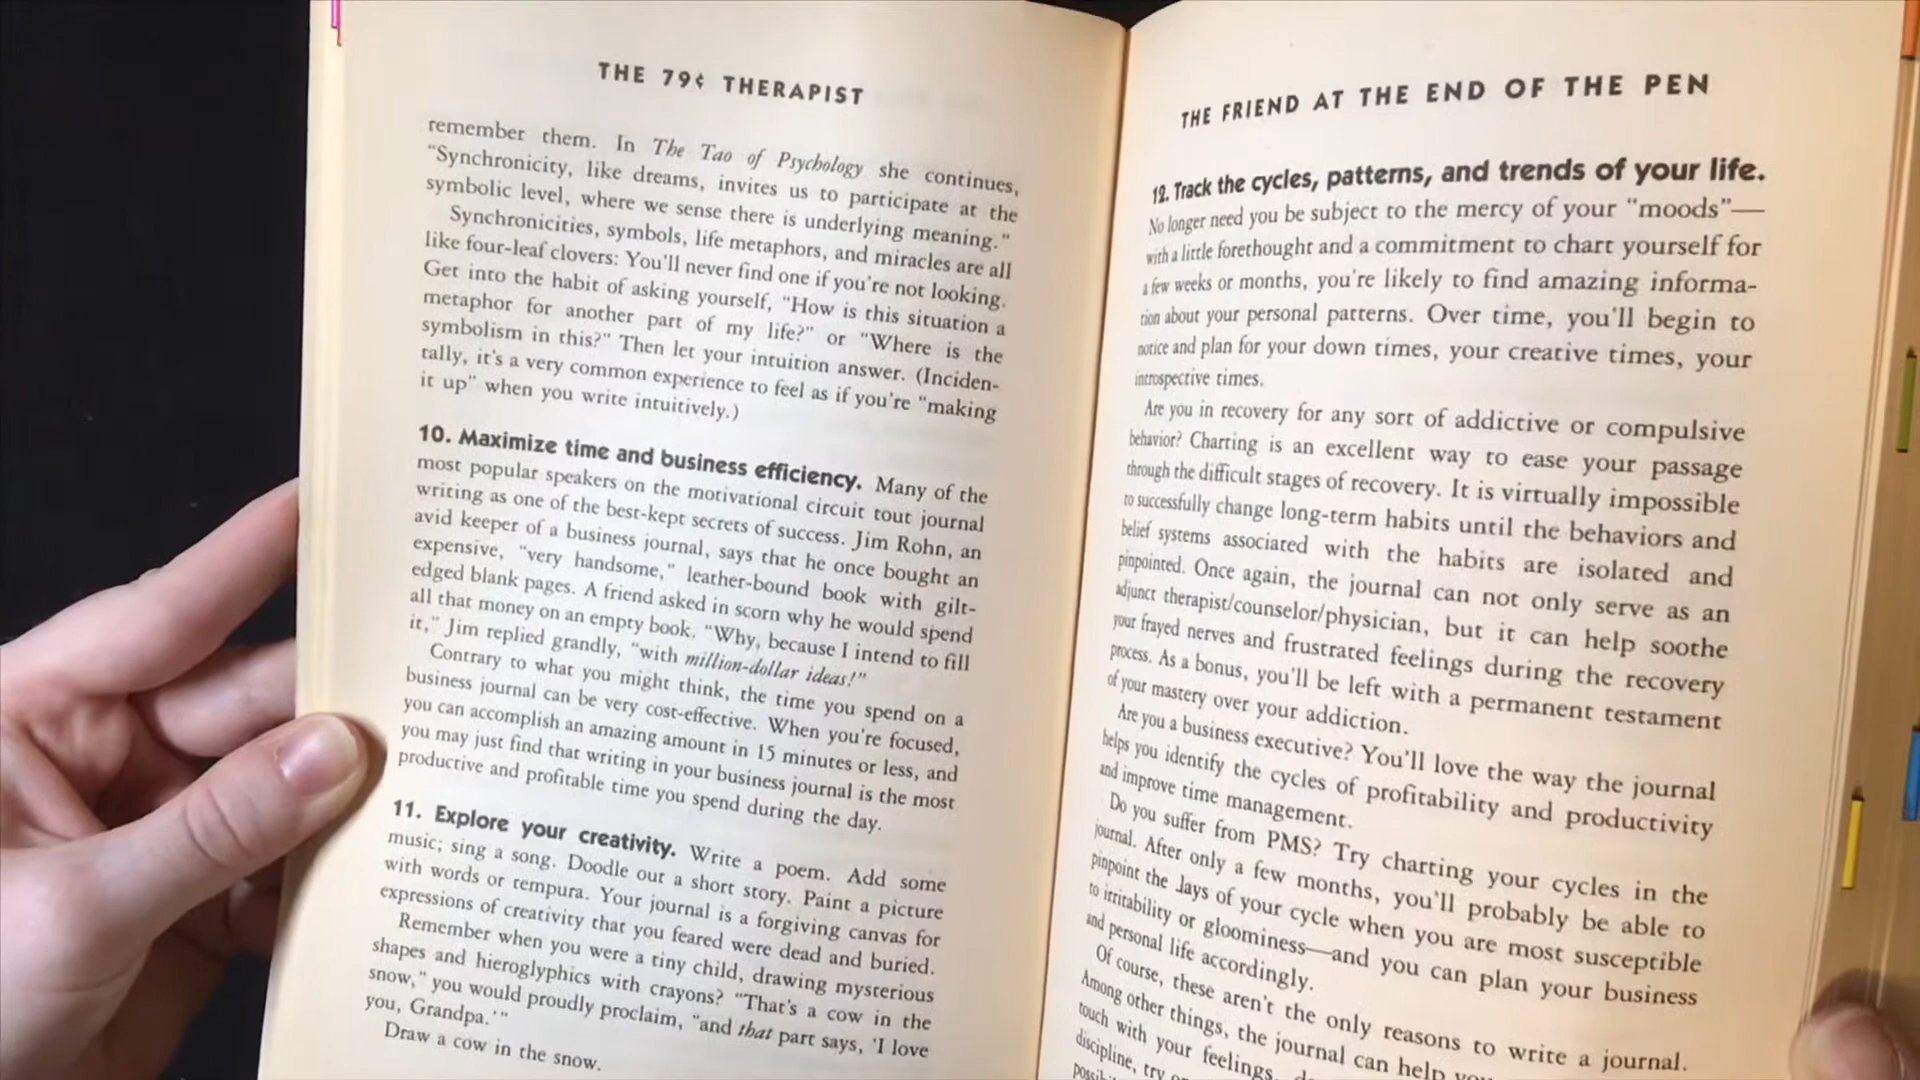 THE 79¢ THERAPIST
remember them. In The Tao of Psychology she continues,
"Synchronicity, like dreams, invites us to participate at the
symbolic level, where we sense there is underlying meaning."
Synchronicities, symbols, life metaphors, and miracles are all
like four-leaf clovers: You'll never find one if you're not looking.
Get into the habit of asking yourself, "How is this situation a
metaphor for another part of my life?" or "Where is the
symbolism in this?" Then let your intuition answer. (Inciden-
tally, it's a very common experience to feel as if you're "making
it up" when you write intuitively.)
10. Maximize time and business efficiency. Many of the
most popular speakers on the motivational circuit tout journal
writing as one of the best-kept secrets of success. Jim Rohn, an
avid keeper of a business journal, says that he once bought an
expensive, "very handsome," leather-bound book with gilt-
edged blank pages. A friend asked in scorn why he would spend
all that money on an empty book. "Why, because I intend to fill
it," Jim replied grandly, "with million-dollar ideas!"
Contrary to what you might think, the time you spend on a
business journal can be very cost-effective. When you're focused,
you can accomplish an amazing amount in 15 minutes or less, and
you may just find that writing in your business journal is the most
productive and profitable time you spend during the day.
11. Explore your creativity. Write a poem. Add some
music; sing a song. Doodle out a short story. Paint a picture
with words or tempura. Your journal is a forgiving canvas for
expressions of creativity that you feared were dead and buried.
Remember when you were a tiny child, drawing mysterious
shapes and hieroglyphics with crayons? "That's a cow in the
snow," you would proudly proclaim, "and that part says, 'I love
you, Grandpa.'"
Draw a cow in the snow.
THE FRIEND AT THE END OF THE PEN
12. Track the cycles, patterns, and trends of your life.
No longer need you be subject to the mercy of your "moods"—
with a little forethought and a commitment to chart yourself for
a few weeks or months, you're likely to find amazing informa-
tion about your personal patterns. Over time, you'll begin to
notice and plan for your down times, your creative times, your
introspective times.
Are you in recovery for any sort of addictive or compulsive
behavior? Charting is an excellent way to ease your passage
through the difficult stages of recovery. It is virtually impossible
to successfully change long-term habits until the behaviors and
belief systems associated with the habits are isolated and
pinpointed. Once again, the journal can not only serve as an
adjunct therapist/counselor/physician, but it can help soothe
your frayed nerves and frustrated feelings during the recovery
process. As a bonus, you'll be left with a permanent testament
of your mastery over your addiction.
Are you a business executive? You'll love the way the journal
helps you identify the cycles of profitability and productivity
and improve time management.
Do you suffer from PMS? Try charting your cycles in the
journal. After only a few months, you'll probably be able to
pinpoint the days of your cycle when you are most susceptible
to irritability or gloominess—and you can plan your business
and personal life accordingly.
Of course, these aren't the only reasons to write a journal.
Among other things, the journal can help
touch with your feelings,
discipline, try